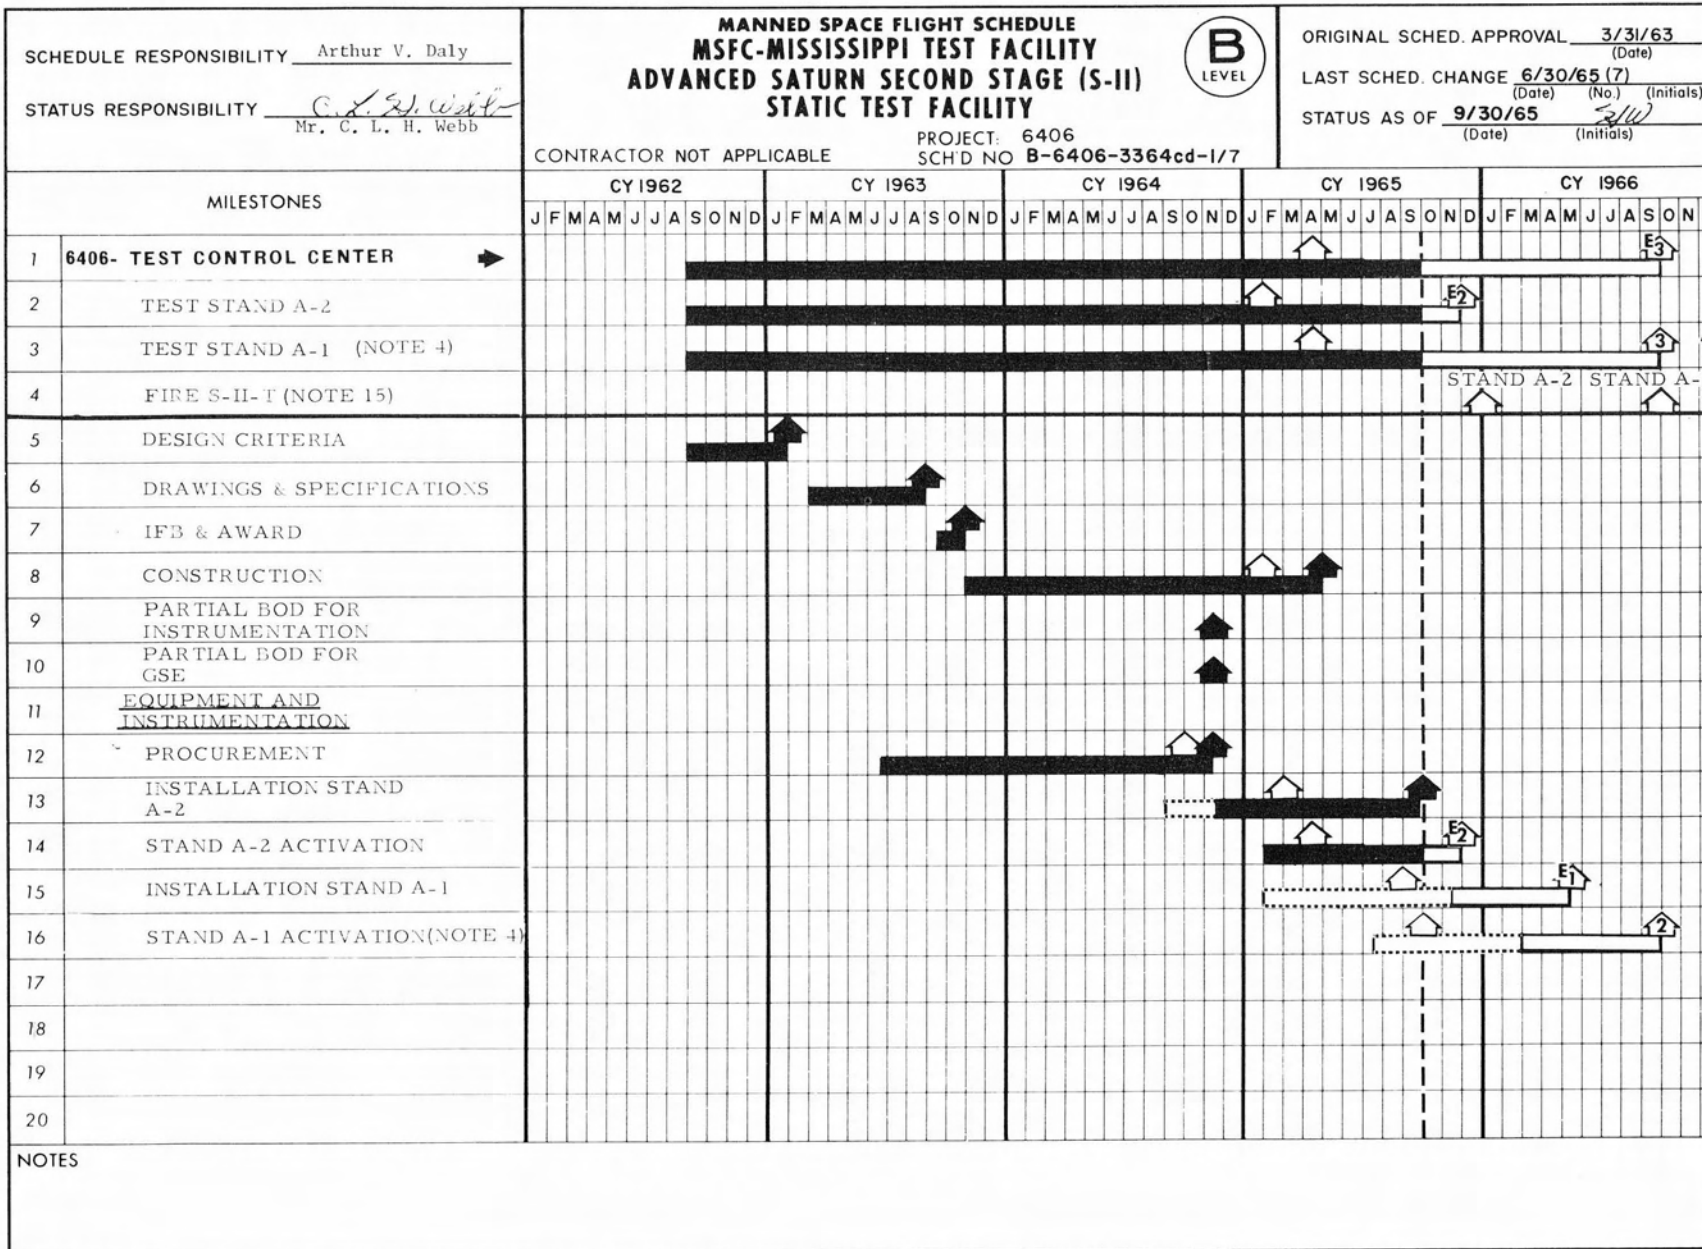 SCHEDULE RESPONSIBILITY Arthur V. Daly
STATUS RESPONSIBILITY C. L. H. Webb
Mr. C. L. H. Webb
MANNED SPACE FLIGHT SCHEDULE
MSFC-MISSISSIPPI TEST FACILITY
ADVANCED SATURN SECOND STAGE (S-II)
STATIC TEST FACILITY
PROJECT: 6406
CONTRACTOR NOT APPLICABLE SCH'D NO B-6406-3364cd-1/7
B
LEVEL
ORIGINAL SCHED. APPROVAL 3/31/63
(Date)
LAST SCHED. CHANGE 6/30/65 (7)
(Date) (No.) (Initials)
STATUS AS OF 9/30/65
(Date) (Initials)
MILESTONES
CY 1962 CY 1963 CY 1964 CY 1965 CY 1966
J F M A M J J A S O N D J F M A M J J A S O N D J F M A M J J A S O N D J F M A M J J A S O N D J F M A M J J A S O N
1 6406- TEST CONTROL CENTER E3
2 TEST STAND A-2 E2
3 TEST STAND A-1 (NOTE 4) 3
4 FIRE S-II-T (NOTE 15) STAND A-2 STAND A-
5 DESIGN CRITERIA
6 DRAWINGS & SPECIFICATIONS
7 IFB & AWARD
8 CONSTRUCTION
9 PARTIAL BOD FOR
INSTRUMENTATION
10 PARTIAL BOD FOR
GSE
11 EQUIPMENT AND
INSTRUMENTATION
12 PROCUREMENT
13 INSTALLATION STAND
A-2
14 STAND A-2 ACTIVATION E2
15 INSTALLATION STAND A-1 E1
16 STAND A-1 ACTIVATION(NOTE 4) 2
17
18
19
20
NOTES